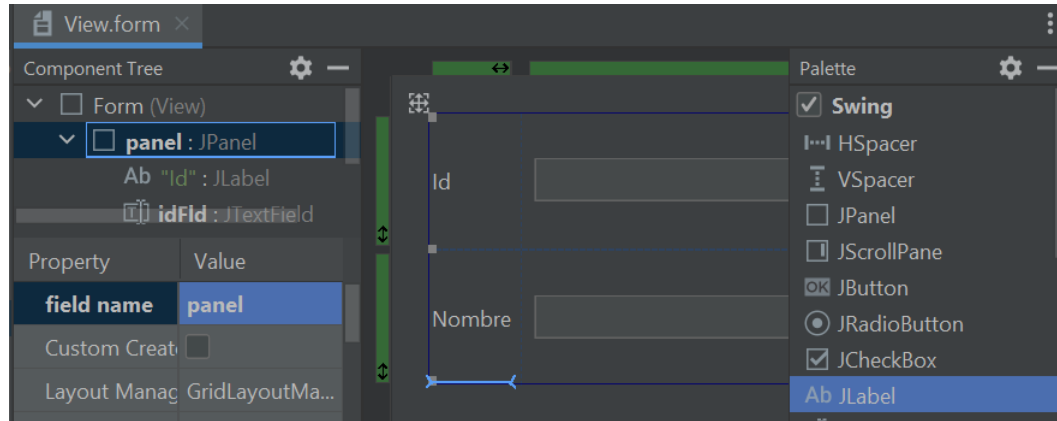 View.form
Component Tree
Form (View)
panel : JPanel
Ab "Id" : JLabel
idFld : JTextField
Property Value
field name panel
Custom Creat
Layout Manag GridLayoutMa...
Id
Nombre
Palette
Swing
HSpacer
VSpacer
JPanel
JScrollPane
OK JButton
JRadioButton
JCheckBox
Ab JLabel